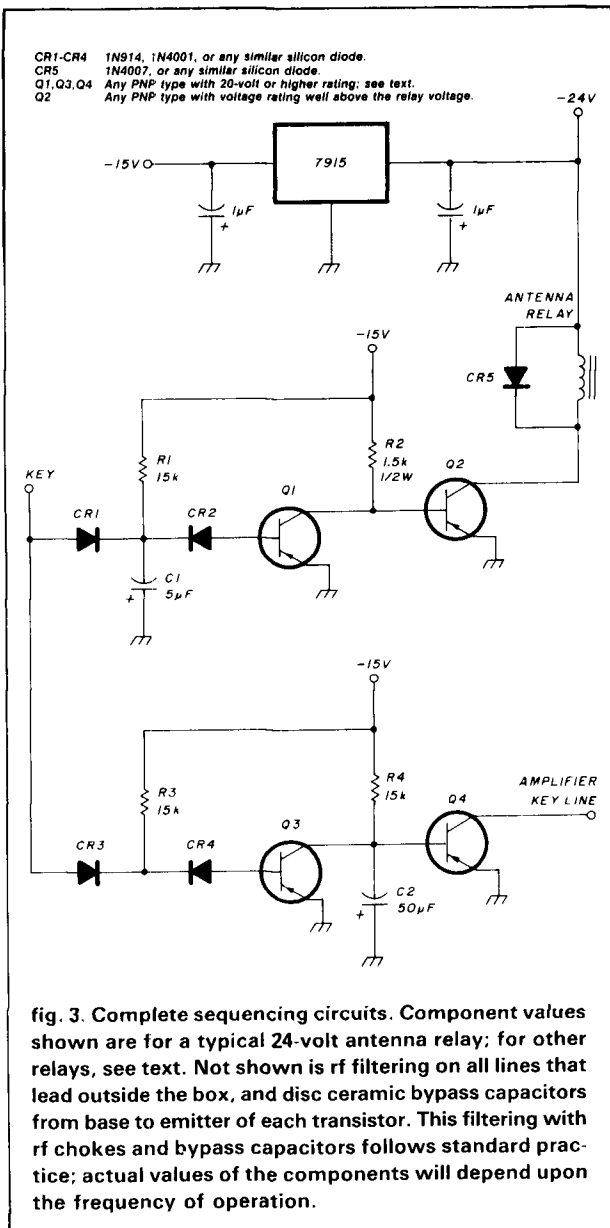 CR1-CR4 1N914, 1N4001, or any similar silicon diode.
CR5 1N4007, or any similar silicon diode.
Q1,Q3,Q4 Any PNP type with 20-volt or higher rating; see text.
Q2 Any PNP type with voltage rating well above the relay voltage.
-24V
-15V
7915
1µF
+
1µF
+
ANTENNA
RELAY
CR5
-15V
R1
15k
R2
1.5k
1/2W
KEY
CR1
CR2
Q1
Q2
C1
5µF
+
-15V
R3
15k
R4
15k
AMPLIFIER
KEY LINE
CR3
CR4
Q3
Q4
C2
50µF
+
fig. 3. Complete sequencing circuits. Component values
shown are for a typical 24-volt antenna relay; for other
relays, see text. Not shown is rf filtering on all lines that
lead outside the box, and disc ceramic bypass capacitors
from base to emitter of each transistor. This filtering with
rf chokes and bypass capacitors follows standard prac-
tice; actual values of the components will depend upon
the frequency of operation.